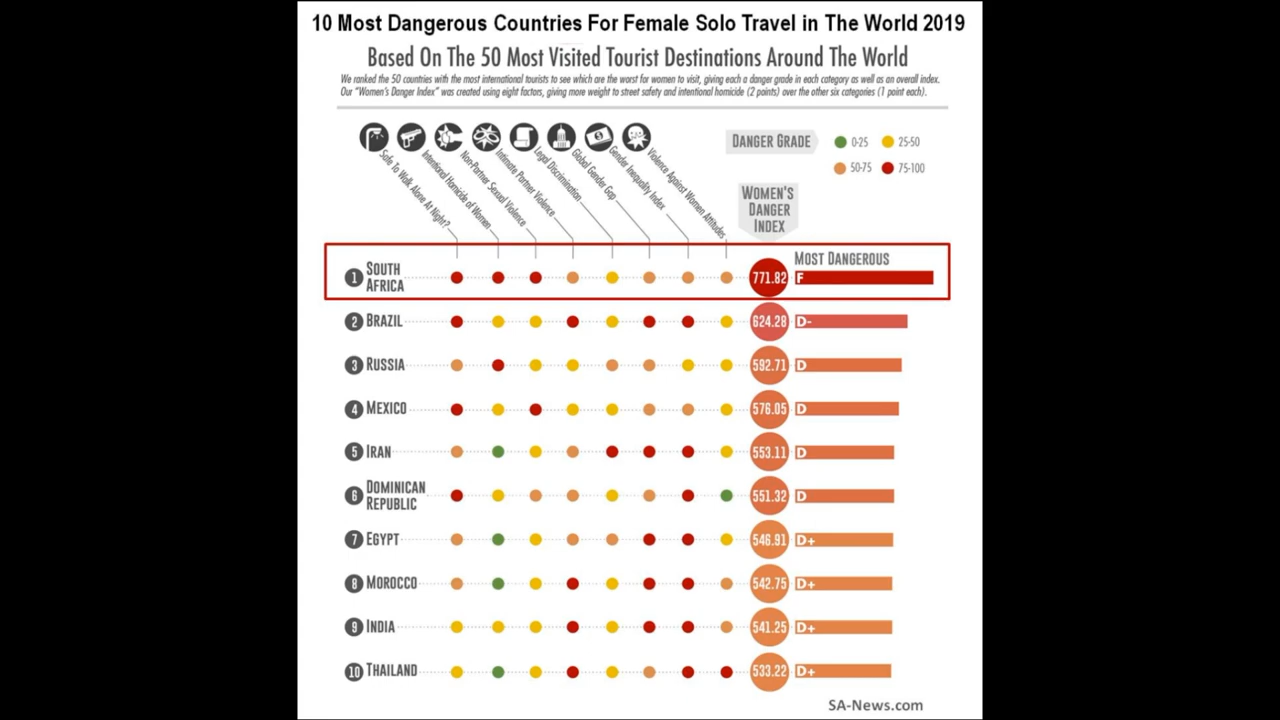 10 Most Dangerous Countries For Female Solo Travel in The World 2019
Based On The 50 Most Visited Tourist Destinations Around The World
We ranked the 50 countries with the most international tourists to see which are the worst for women to visit, giving each a danger grade in each category as well as an overall index.
Our "Women's Danger Index" was created using eight factors, giving more weight to street safety and intentional homicide (2 points) over the other six categories (1 point each).
Safe To Walk Alone At Night?
Intentional Homicide of Women
Non-Partner Sexual Violence
Intimate Partner Violence
Legal Discrimination
Global Gender Gap
Gender Inequality Index
Violence Against Women Attitudes
DANGER GRADE
0-25
25-50
50-75
75-100
WOMEN'S
DANGER
INDEX
MOST DANGEROUS
1 SOUTH
AFRICA
771.82 F
2 BRAZIL 624.28 D-
3 RUSSIA 592.71 D
4 MEXICO 576.05 D
5 IRAN 553.11 D
6 DOMINICAN
REPUBLIC
551.32 D
7 EGYPT 546.91 D+
8 MOROCCO 542.75 D+
9 INDIA 541.25 D+
10 THAILAND 533.22 D+
SA-News.com